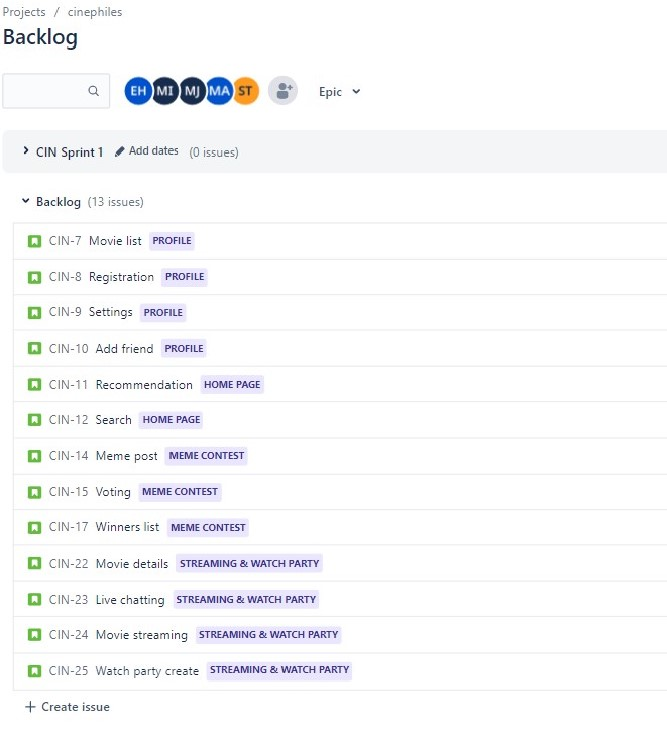 Projects / cinephiles
Backlog
EH MI MJ MA ST Epic
CIN Sprint 1 Add dates (0 issues)
Backlog (13 issues)
CIN-7 Movie list PROFILE
CIN-8 Registration PROFILE
CIN-9 Settings PROFILE
CIN-10 Add friend PROFILE
CIN-11 Recommendation HOME PAGE
CIN-12 Search HOME PAGE
CIN-14 Meme post MEME CONTEST
CIN-15 Voting MEME CONTEST
CIN-17 Winners list MEME CONTEST
CIN-22 Movie details STREAMING & WATCH PARTY
CIN-23 Live chatting STREAMING & WATCH PARTY
CIN-24 Movie streaming STREAMING & WATCH PARTY
CIN-25 Watch party create STREAMING & WATCH PARTY
+ Create issue